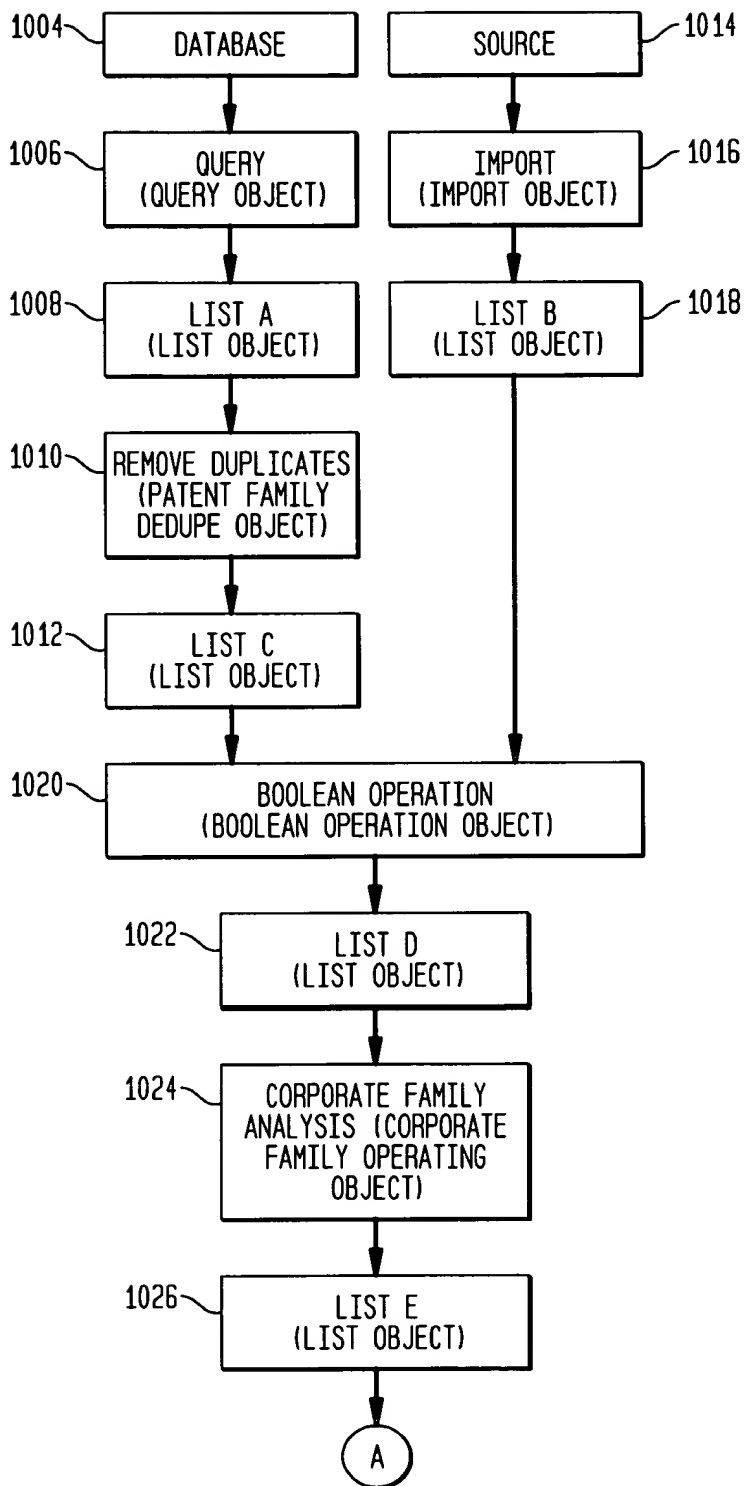 1004
DATABASE
SOURCE
1014
1006
QUERY
(QUERY OBJECT)
IMPORT
(IMPORT OBJECT)
1016
1008
LIST A
(LIST OBJECT)
LIST B
(LIST OBJECT)
1018
1010
REMOVE DUPLICATES
(PATENT FAMILY
DEDUPE OBJECT)
1012
LIST C
(LIST OBJECT)
1020
BOOLEAN OPERATION
(BOOLEAN OPERATION OBJECT)
1022
LIST D
(LIST OBJECT)
1024
CORPORATE FAMILY
ANALYSIS (CORPORATE
FAMILY OPERATING
OBJECT)
1026
LIST E
(LIST OBJECT)
A